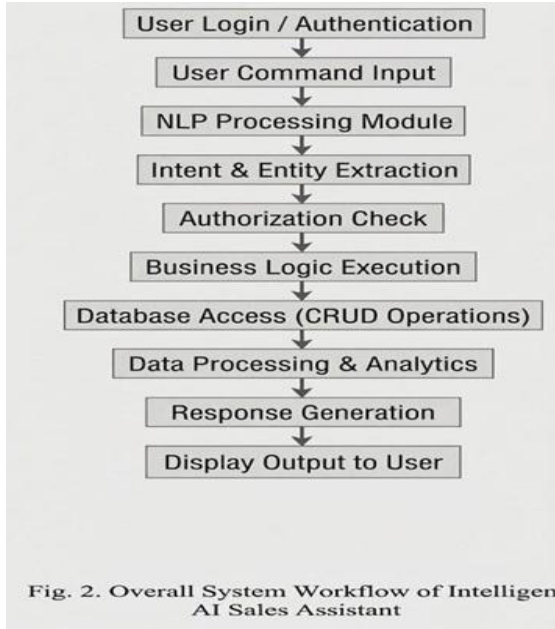 User Login / Authentication
User Command Input
NLP Processing Module
Intent & Entity Extraction
Authorization Check
Business Logic Execution
Database Access (CRUD Operations)
Data Processing & Analytics
Response Generation
Display Output to User
Fig. 2. Overall System Workflow of Intelligen
AI Sales Assistant